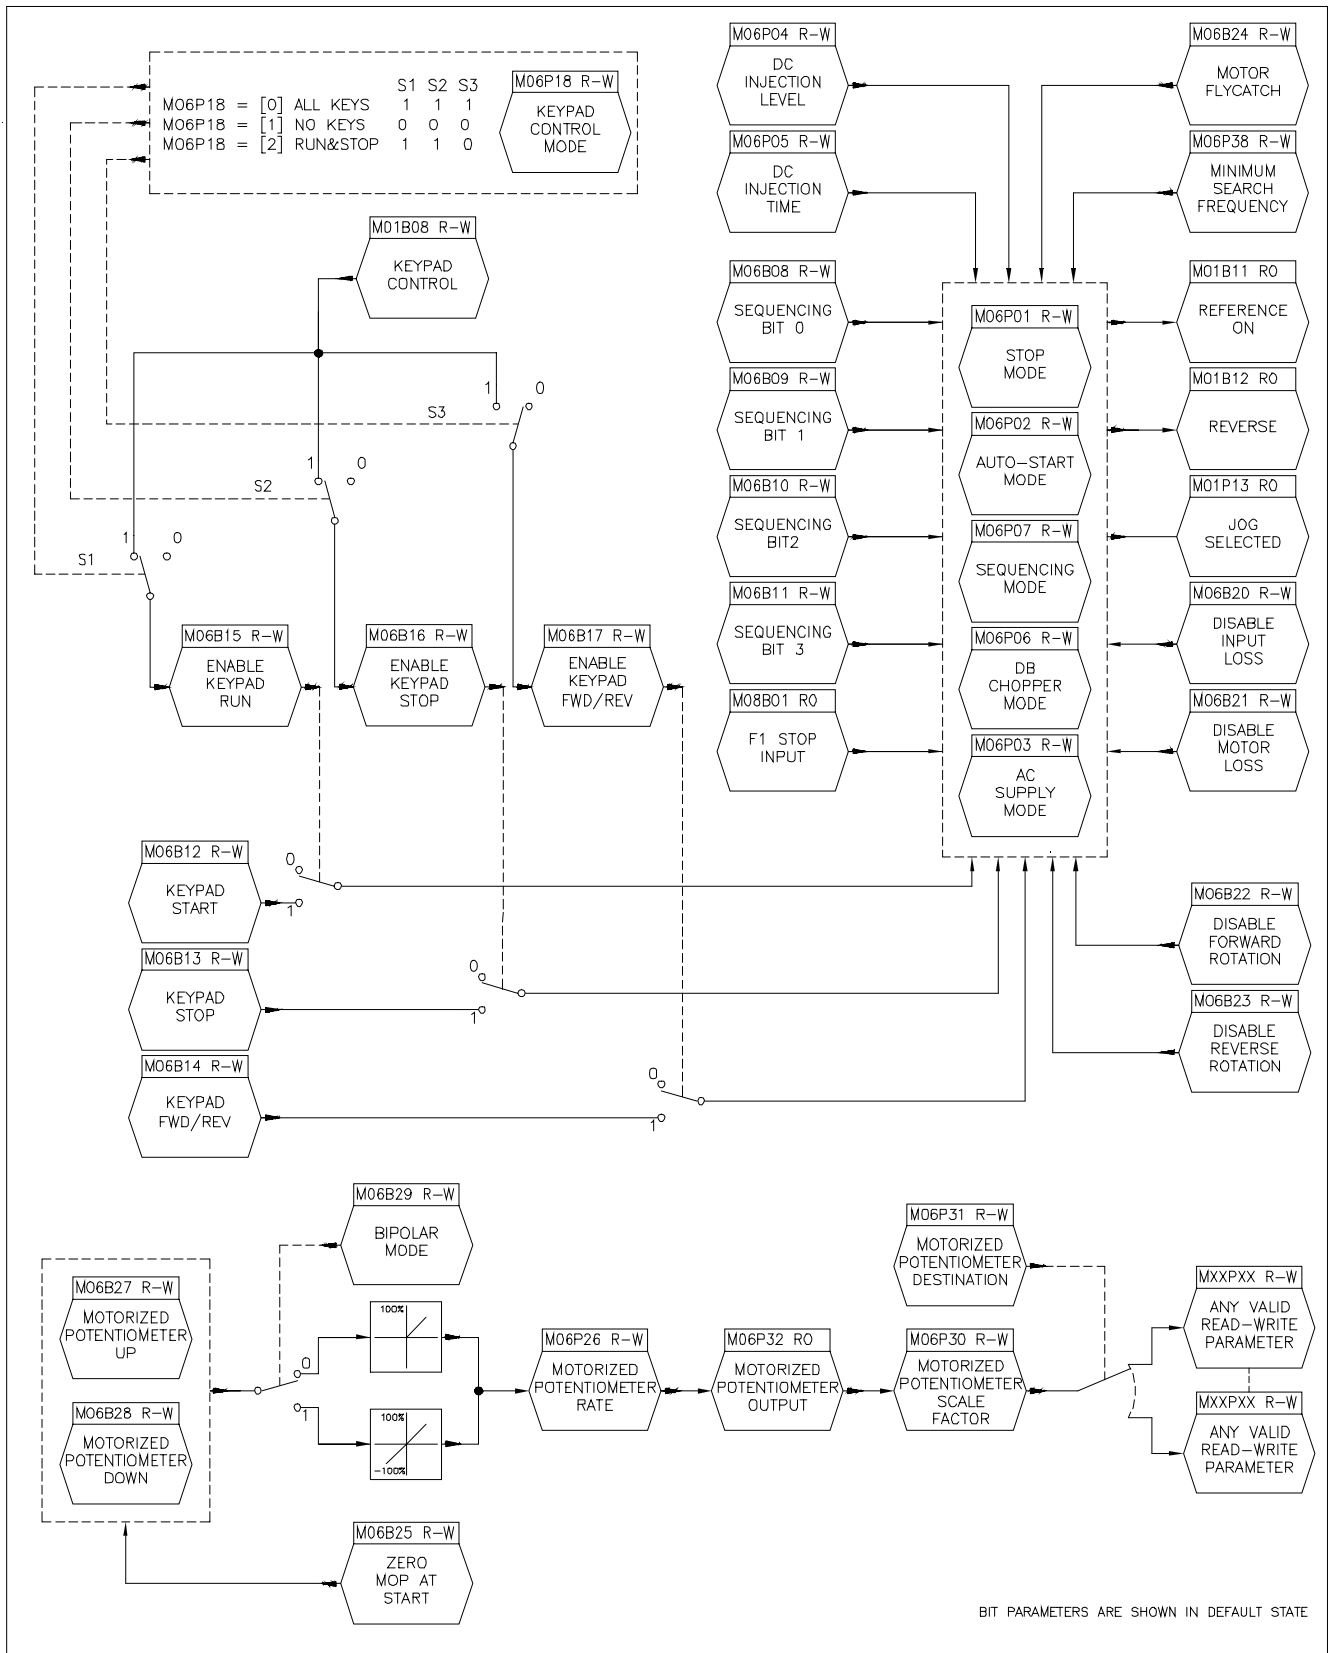 S1 S2 S3
M06P18 = [0] ALL KEYS 1 1 1
M06P18 = [1] NO KEYS 0 0 0
M06P18 = [2] RUN&STOP 1 1 0
M06P18 R-W
KEYPAD
CONTROL
MODE
M01B08 R-W
KEYPAD
CONTROL
1 0
S3
1 0
S2
1 0
S1
M06B15 R-W
ENABLE
KEYPAD
RUN
M06B16 R-W
ENABLE
KEYPAD
STOP
M06B17 R-W
ENABLE
KEYPAD
FWD/REV
M06B12 R-W
KEYPAD
START
0
1
M06B13 R-W
KEYPAD
STOP
0
1
M06B14 R-W
KEYPAD
FWD/REV
0
1
M06P04 R-W
DC
INJECTION
LEVEL
M06P05 R-W
DC
INJECTION
TIME
M06B08 R-W
SEQUENCING
BIT 0
M06B09 R-W
SEQUENCING
BIT 1
M06B10 R-W
SEQUENCING
BIT2
M06B11 R-W
SEQUENCING
BIT 3
M08B01 RO
F1 STOP
INPUT
M06P01 R-W
STOP
MODE
M06P02 R-W
AUTO-START
MODE
M06P07 R-W
SEQUENCING
MODE
M06P06 R-W
DB
CHOPPER
MODE
M06P03 R-W
AC
SUPPLY
MODE
M06B24 R-W
MOTOR
FLYCATCH
M06P38 R-W
MINIMUM
SEARCH
FREQUENCY
M01B11 RO
REFERENCE
ON
M01B12 RO
REVERSE
M01P13 RO
JOG
SELECTED
M06B20 R-W
DISABLE
INPUT
LOSS
M06B21 R-W
DISABLE
MOTOR
LOSS
M06B22 R-W
DISABLE
FORWARD
ROTATION
M06B23 R-W
DISABLE
REVERSE
ROTATION
M06B27 R-W
MOTORIZED
POTENTIOMETER
UP
M06B28 R-W
MOTORIZED
POTENTIOMETER
DOWN
M06B29 R-W
BIPOLAR
MODE
0
1
100%
100%
-100%
M06B25 R-W
ZERO
MOP AT
START
M06P26 R-W
MOTORIZED
POTENTIOMETER
RATE
M06P32 RO
MOTORIZED
POTENTIOMETER
OUTPUT
M06P31 R-W
MOTORIZED
POTENTIOMETER
DESTINATION
M06P30 R-W
MOTORIZED
POTENTIOMETER
SCALE
FACTOR
MXXPXX R-W
ANY VALID
READ-WRITE
PARAMETER
MXXPXX R-W
ANY VALID
READ-WRITE
PARAMETER
BIT PARAMETERS ARE SHOWN IN DEFAULT STATE